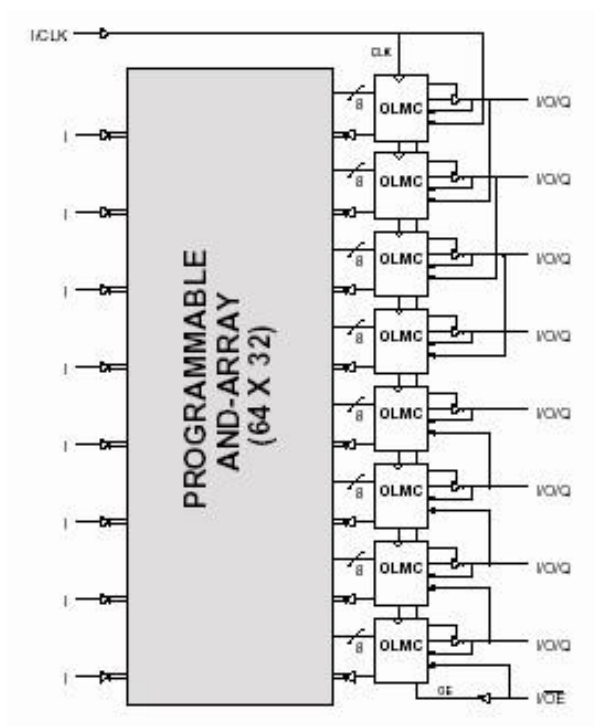 I/CLK
CLK
8
OLMC
I/O/Q
I
8
OLMC
I/O/Q
I
8
OLMC
I/O/Q
I
8
OLMC
I/O/Q
I
8
OLMC
I/O/Q
I
8
OLMC
I/O/Q
I
8
OLMC
I/O/Q
I
8
OLMC
I/O/Q
I
OE
I/OE
PROGRAMMABLE
AND-ARRAY
(64 X 32)